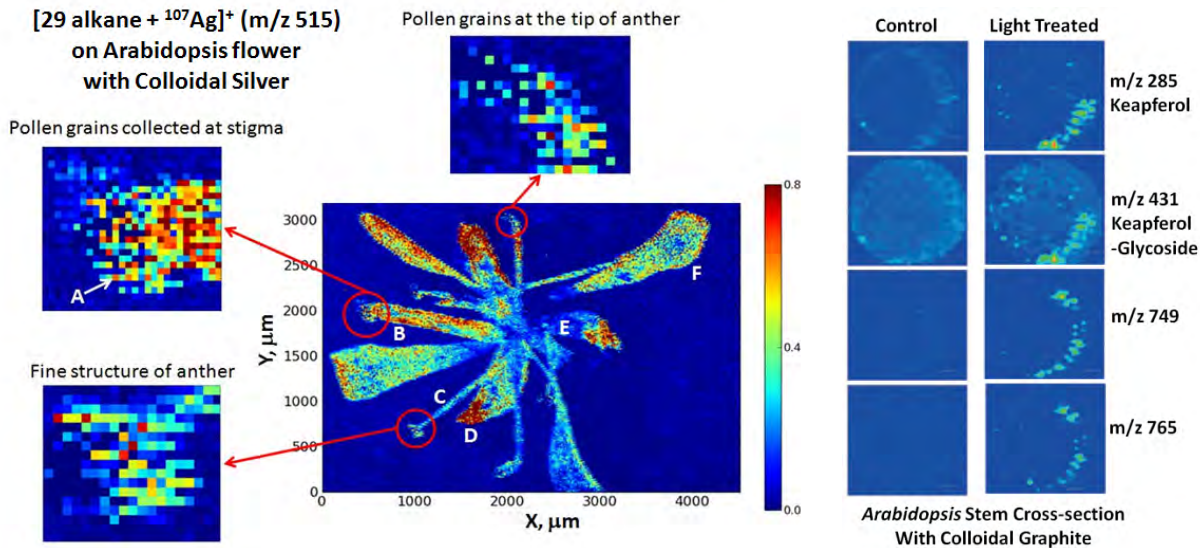 [29 alkane + ¹⁰⁷Ag]⁺ (m/z 515)
on Arabidopsis flower
with Colloidal Silver
Pollen grains collected at stigma
A
Fine structure of anther
Pollen grains at the tip of anther
3000
2500
2000
1500
1000
500
0
Y, μm
0
1000
2000
3000
4000
X, μm
B
C
D
E
F
0.8
0.4
0.0
Control
Light Treated
m/z 285
Keapferol
m/z 431
Keapferol
-Glycoside
m/z 749
m/z 765
Arabidopsis Stem Cross-section
With Colloidal Graphite